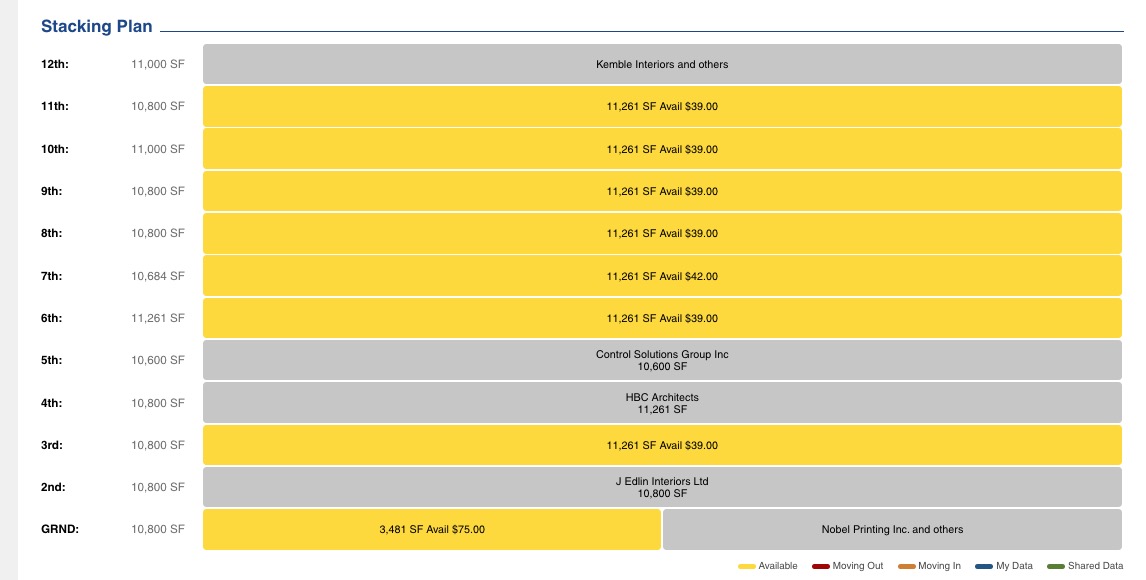 Stacking Plan
12th: 11,000 SF Kemble Interiors and others
11th: 10,800 SF 11,261 SF Avail $39.00
10th: 11,000 SF 11,261 SF Avail $39.00
9th: 10,800 SF 11,261 SF Avail $39.00
8th: 10,800 SF 11,261 SF Avail $39.00
7th: 10,684 SF 11,261 SF Avail $42.00
6th: 11,261 SF 11,261 SF Avail $39.00
5th: 10,600 SF Control Solutions Group Inc
10,600 SF
4th: 10,800 SF HBC Architects
11,261 SF
3rd: 10,800 SF 11,261 SF Avail $39.00
2nd: 10,800 SF J Edlin Interiors Ltd
10,800 SF
GRND: 10,800 SF 3,481 SF Avail $75.00 Nobel Printing Inc. and others
Available Moving Out Moving In My Data Shared Data